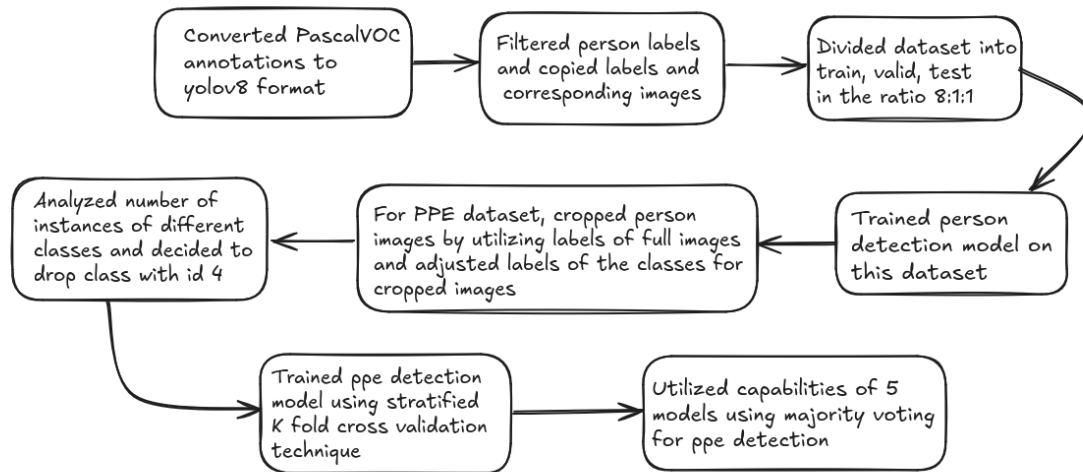 Converted PascalVOC
annotations to
yolov8 format
Filtered person labels
and copied labels and
corresponding images
Divided dataset into
train, valid, test
in the ratio 8:1:1
Trained person
detection model on
this dataset
For PPE dataset, cropped person
images by utilizing labels of full images
and adjusted labels of the classes for
cropped images
Analyzed number of
instances of different
classes and decided to
drop class with id 4
Trained ppe detection
model using stratified
K fold cross validation
technique
Utilized capabilities of 5
models using majority voting
for ppe detection